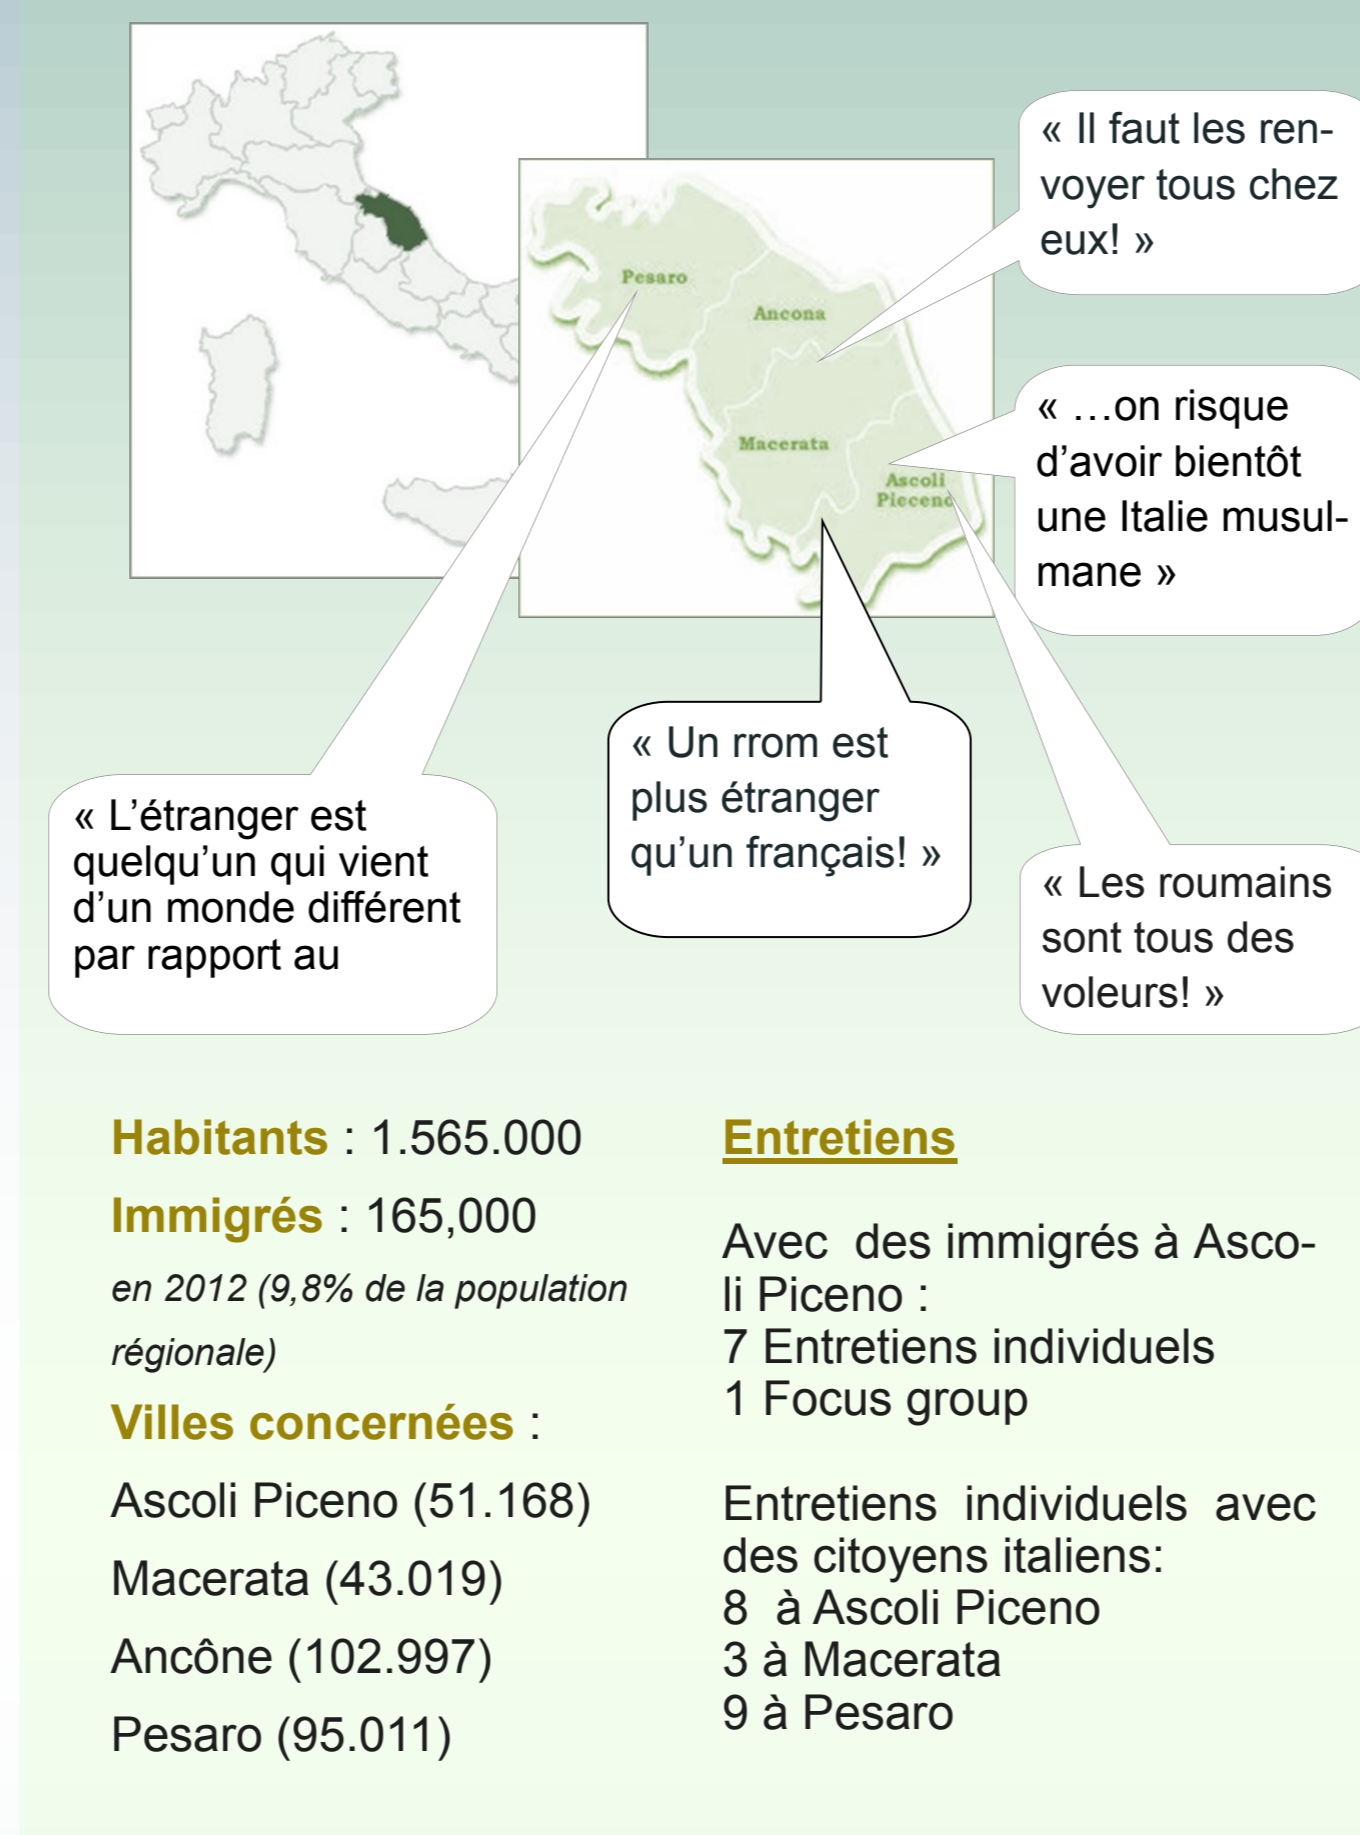 « Il faut les ren-
voyer tous chez
eux! »
Pesaro
Ancona
Macerata
Ascoli
Picceno
« …on risque
d’avoir bientôt
une Italie musul-
mane »
« Un rrom est
plus étranger
qu’un français! »
« L’étranger est
quelqu’un qui vient
d’un monde différent
par rapport au
« Les roumains
sont tous des
voleurs! »
Habitants : 1.565.000
Immigrés : 165,000
en 2012 (9,8% de la population
régionale)
Villes concernées :
Ascoli Piceno (51.168)
Macerata (43.019)
Ancône (102.997)
Pesaro (95.011)
Entretiens
Avec des immigrés à Asco-
li Piceno :
7 Entretiens individuels
1 Focus group
Entretiens individuels avec
des citoyens italiens:
8 à Ascoli Piceno
3 à Macerata
9 à Pesaro